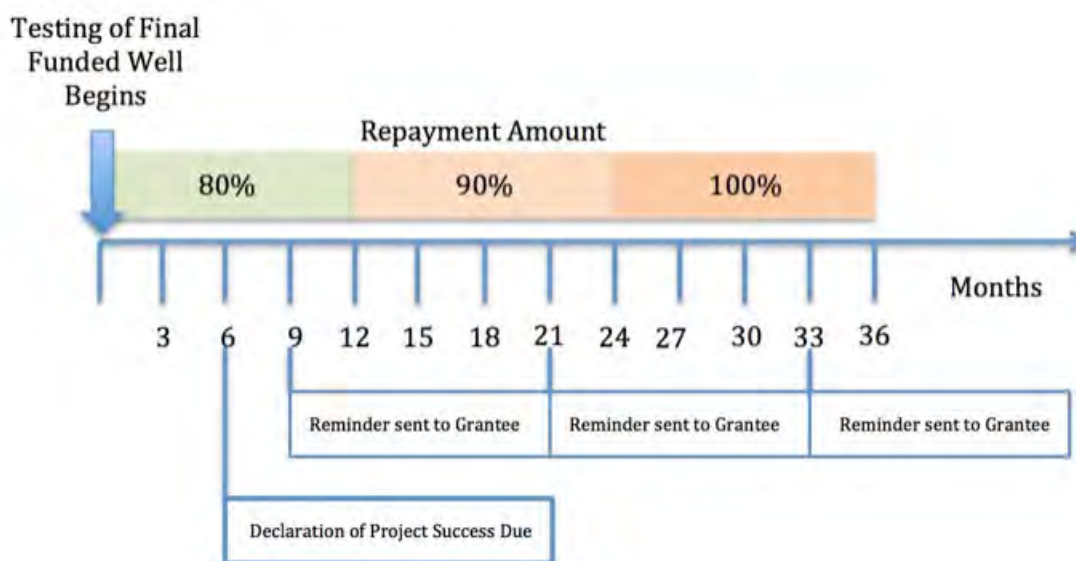 Testing of Final
Funded Well
Begins
Repayment Amount
80% 90% 100%
Months
3 6 9 12 15 18 21 24 27 30 33 36
Reminder sent to Grantee Reminder sent to Grantee Reminder sent to Grantee
Declaration of Project Success Due